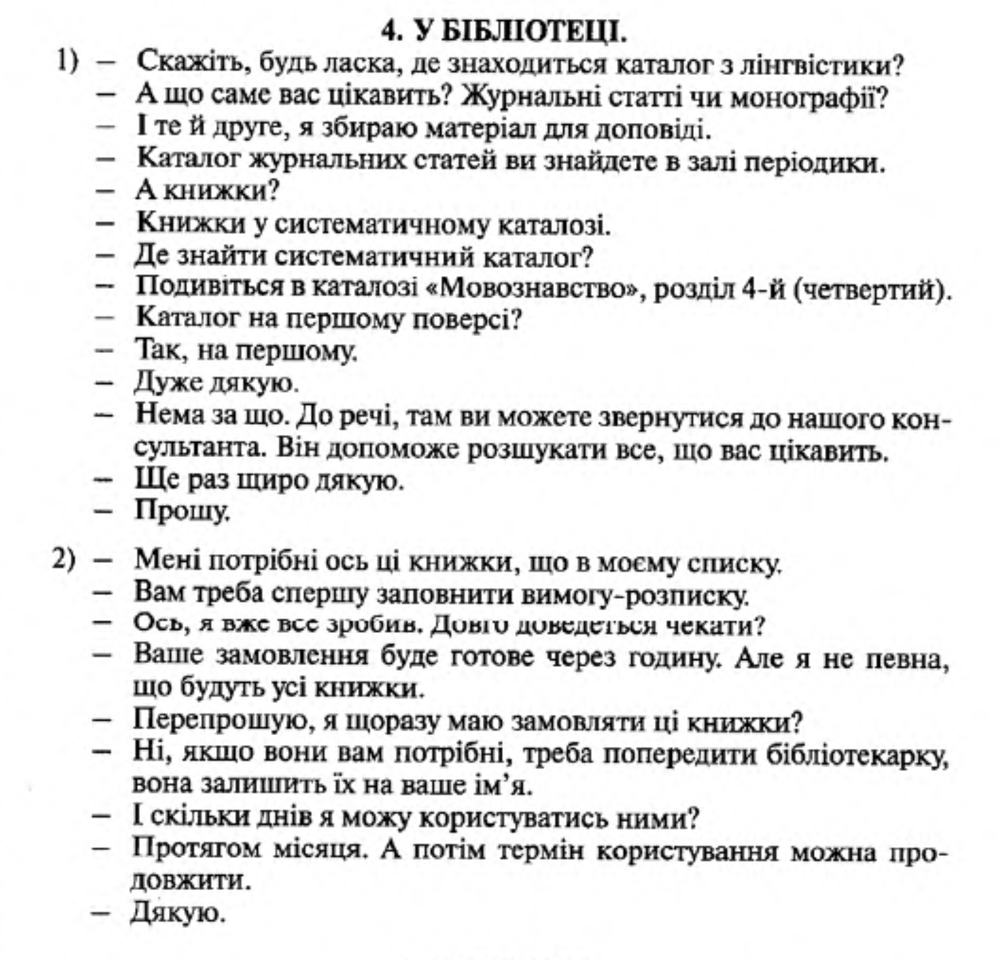 4. У БІБЛІОТЕЦІ.
1) – Скажіть, будь ласка, де знаходиться каталог з лінгвістики?
– А що саме вас цікавить? Журнальні статті чи монографії?
– І те й друге, я збираю матеріал для доповіді.
– Каталог журнальних статей ви знайдете в залі періодики.
– А книжки?
– Книжки у систематичному каталозі.
– Де знайти систематичний каталог?
– Подивіться в каталозі «Мовознавство», розділ 4-й (четвертий).
– Каталог на першому поверсі?
– Так, на першому.
– Дуже дякую.
– Нема за що. До речі, там ви можете звернутися до нашого кон-
сультанта. Він допоможе розшукати все, що вас цікавить.
– Ще раз щиро дякую.
– Прошу.
2) – Мені потрібні ось ці книжки, що в моєму списку.
– Вам треба спершу заповнити вимогу-розписку.
– Ось, я вже все зробив. Довго доведеться чекати?
– Ваше замовлення буде готове через годину. Але я не певна,
що будуть усі книжки.
– Перепрошую, я щоразу маю замовляти ці книжки?
– Ні, якщо вони вам потрібні, треба попередити бібліотекарку,
вона залишить їх на ваше ім’я.
– І скільки днів я можу користуватись ними?
– Протягом місяця. А потім термін користування можна про-
довжити.
– Дякую.